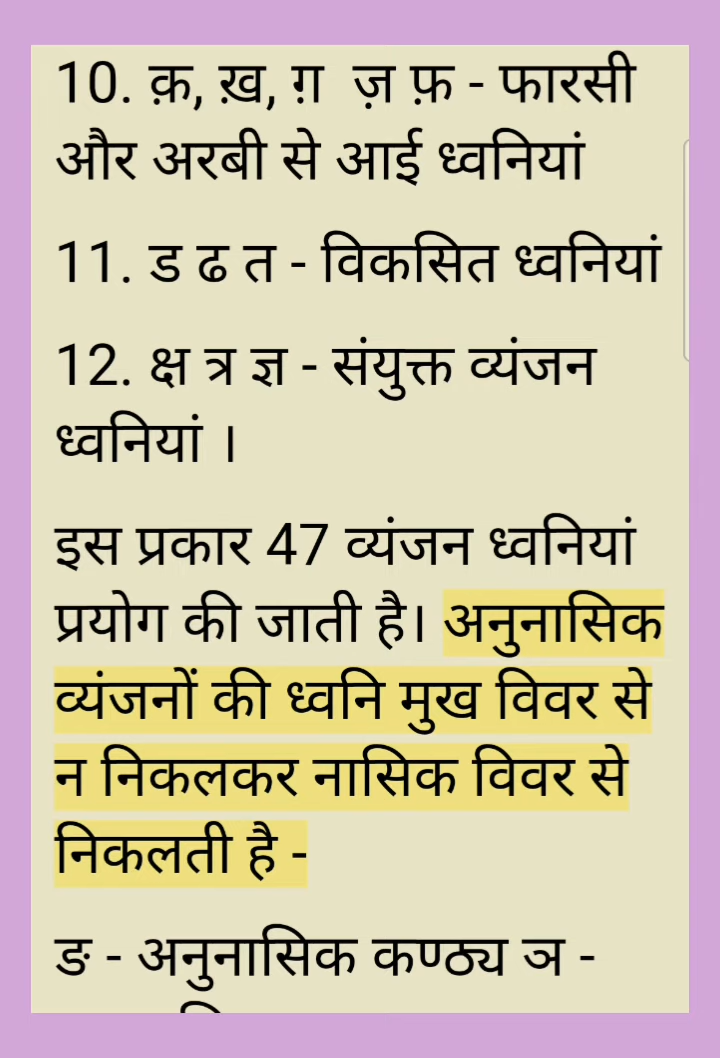 10. क़, ख़, ग़ ज़ फ़ - फारसी
और अरबी से आई ध्वनियां
11. ड ढ त - विकसित ध्वनियां
12. क्ष त्र ज्ञ - संयुक्त व्यंजन
ध्वनियां ।
इस प्रकार 47 व्यंजन ध्वनियां
प्रयोग की जाती है। अनुनासिक
व्यंजनों की ध्वनि मुख विवर से
न निकलकर नासिक विवर से
निकलती है -
ङ - अनुनासिक कण्ठ्य ञ -